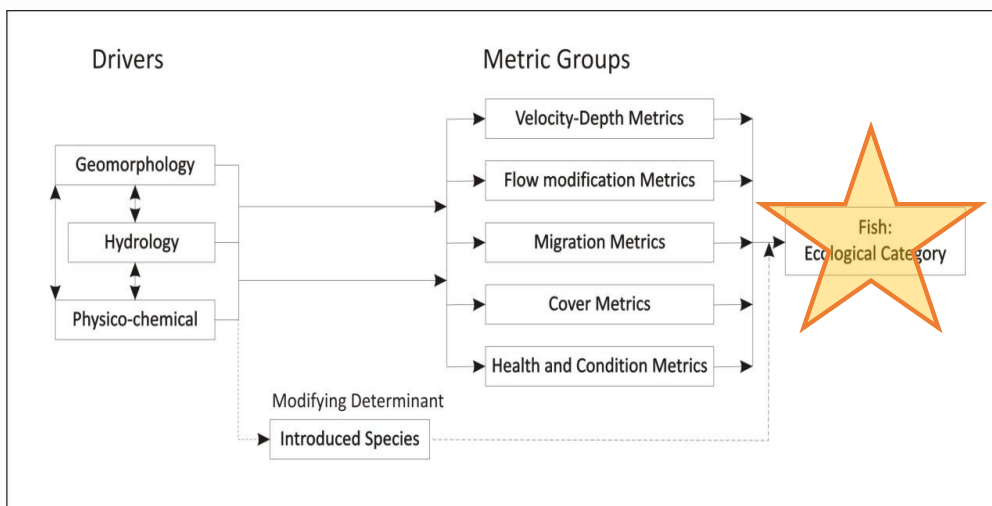 Drivers
Metric Groups
Geomorphology
Hydrology
Physico-chemical
Velocity-Depth Metrics
Flow modification Metrics
Migration Metrics
Cover Metrics
Health and Condition Metrics
Fish:
Ecological Category
Modifying Determinant
Introduced Species